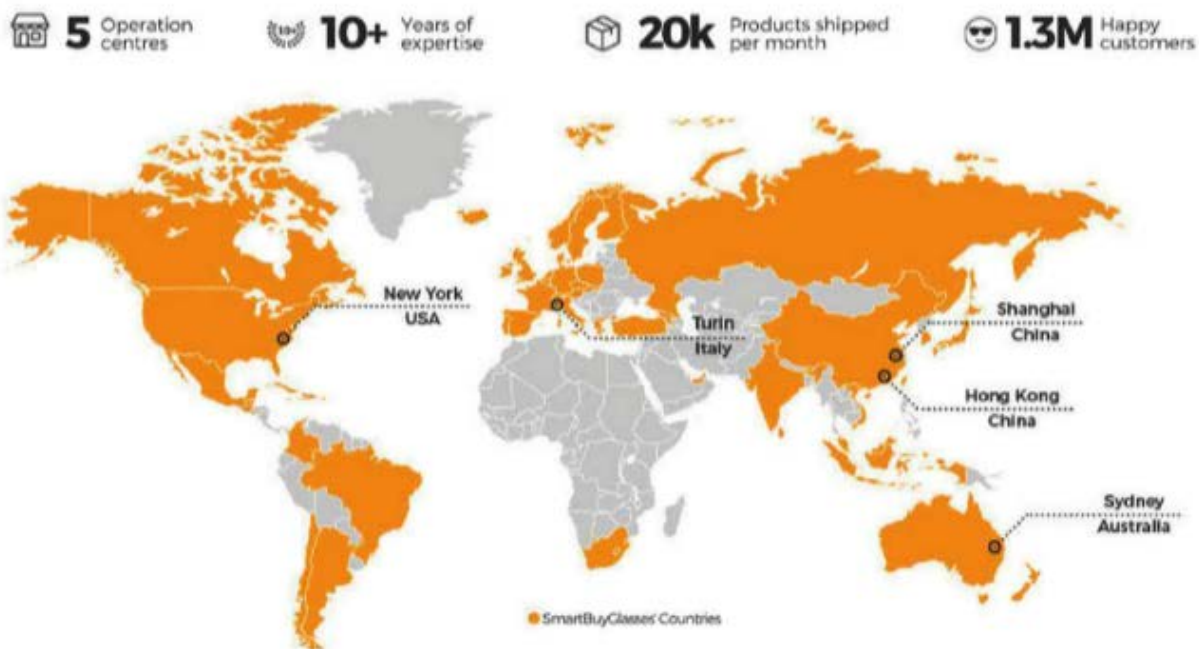 5 Operation centres
10+ Years of expertise
20k Products shipped per month
1.3M Happy customers
New York
USA
Turin
Italy
Shanghai
China
Hong Kong
China
Sydney
Australia
SmartBuyGlasses' Countries